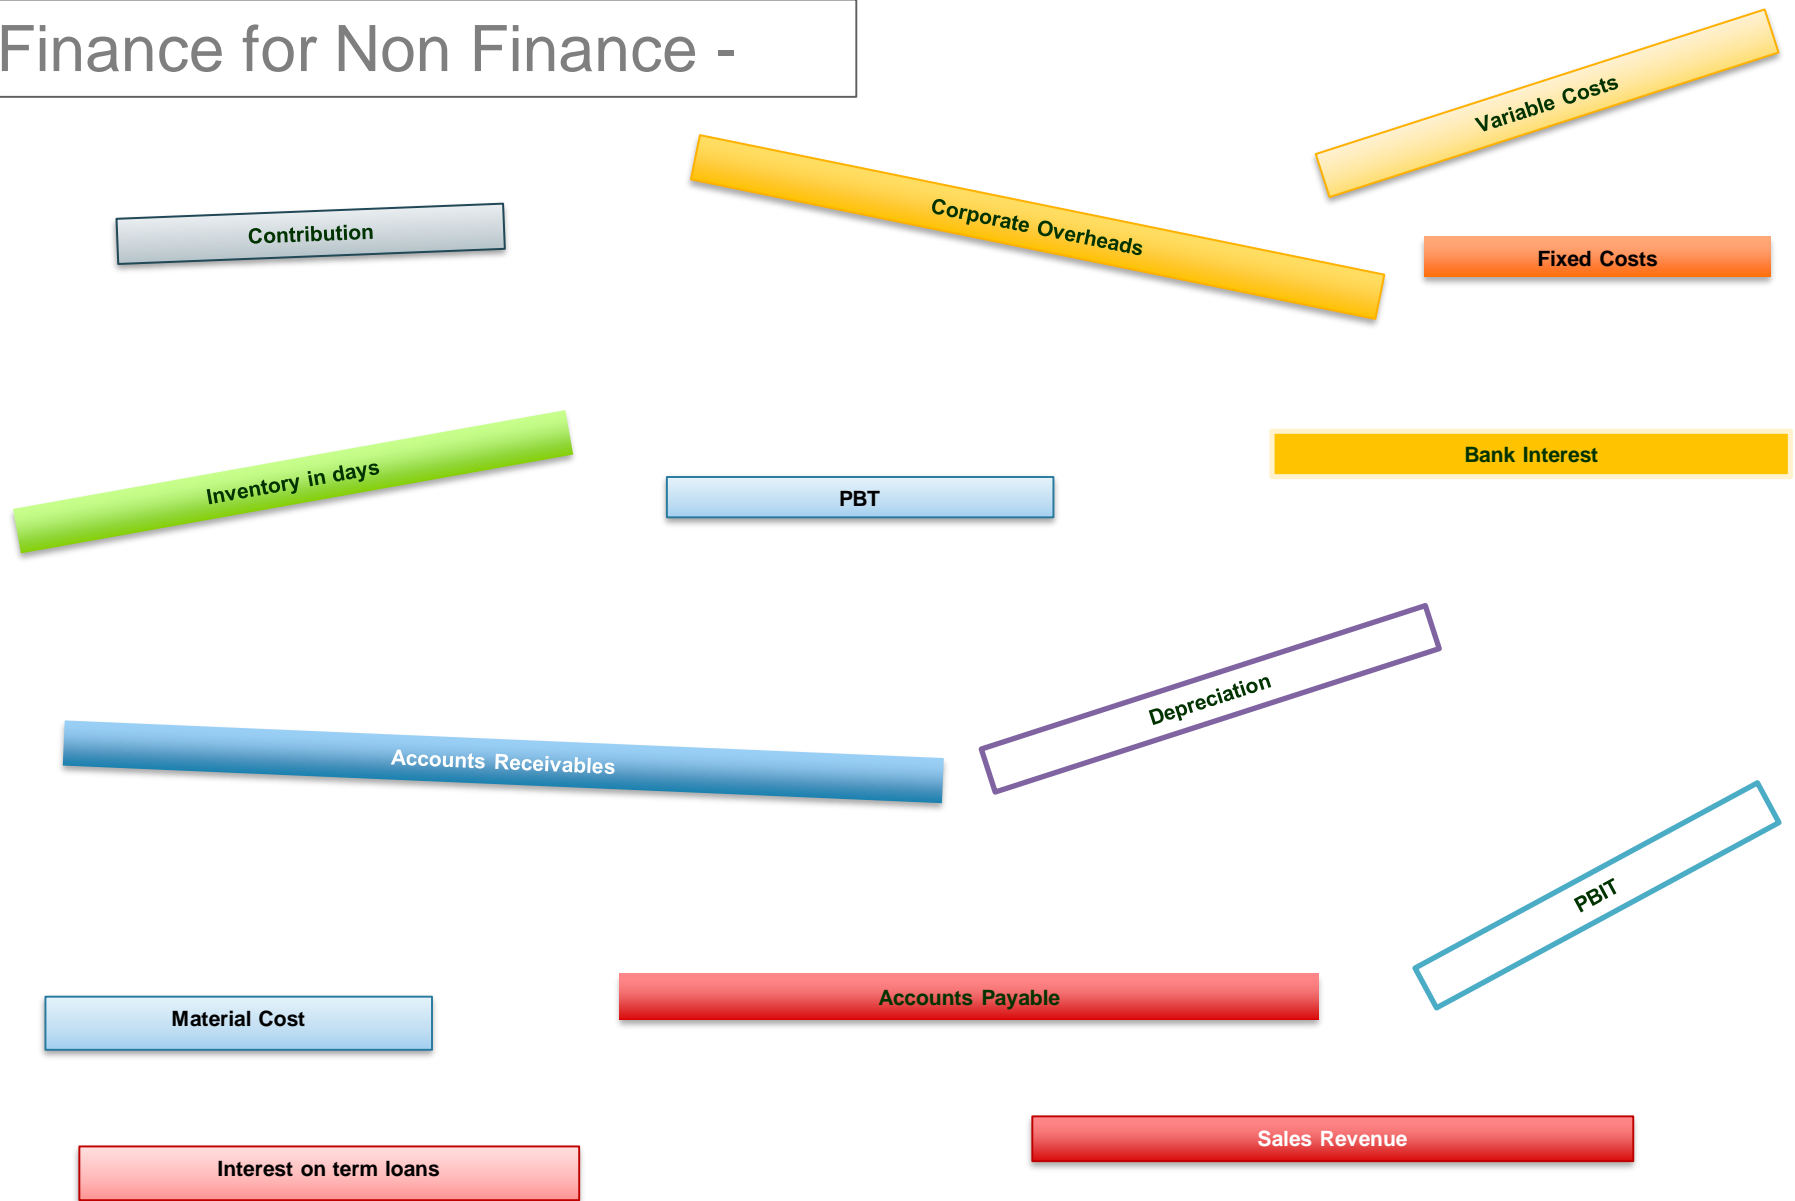 Finance for Non Finance -
Variable Costs
Corporate Overheads
Contribution
Fixed Costs
Inventory in days
Bank Interest
PBT
Depreciation
Accounts Receivables
PBIT
Accounts Payable
Material Cost
Sales Revenue
Interest on term loans